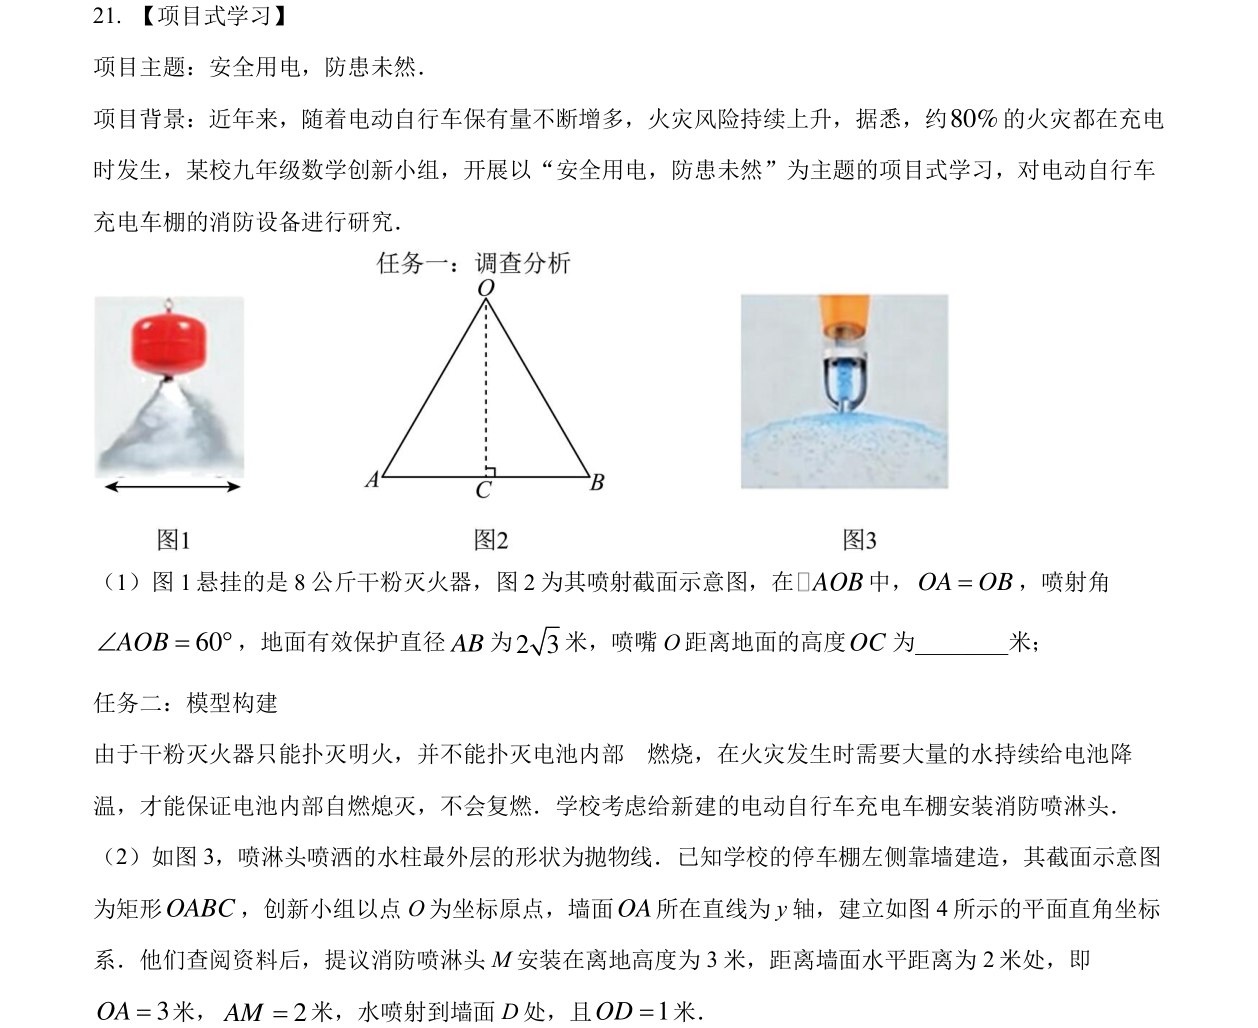 21. 【项目式学习】
项目主题：安全用电，防患未然．
项目背景：近年来，随着电动自行车保有量不断增多，火灾风险持续上升，据悉，约80%的火灾都在充电
时发生，某校九年级数学创新小组，开展以“安全用电，防患未然”为主题的项目式学习，对电动自行车
充电车棚的消防设备进行研究．
任务一：调查分析
O
A
C
B
图1
图2
图3
（1）图 1 悬挂的是 8 公斤干粉灭火器，图 2 为其喷射截面示意图，在□AOB 中， OA = OB ，喷射角
∠AOB = 60° ，地面有效保护直径 AB 为 2√3 米，喷嘴 O 距离地面的高度 OC 为________米；
任务二：模型构建
由于干粉灭火器只能扑灭明火，并不能扑灭电池内部　燃烧，在火灾发生时需要大量的水持续给电池降
温，才能保证电池内部自燃熄灭，不会复燃．学校考虑给新建的电动自行车充电车棚安装消防喷淋头．
（2）如图 3，喷淋头喷洒的水柱最外层的形状为抛物线．已知学校的停车棚左侧靠墙建造，其截面示意图
为矩形 OABC ，创新小组以点 O 为坐标原点，墙面 OA 所在直线为 y 轴，建立如图 4 所示的平面直角坐标
系．他们查阅资料后，提议消防喷淋头 M 安装在离地高度为 3 米，距离墙面水平距离为 2 米处，即
OA = 3 米， AM = 2 米，水喷射到墙面 D 处，且 OD = 1 米．